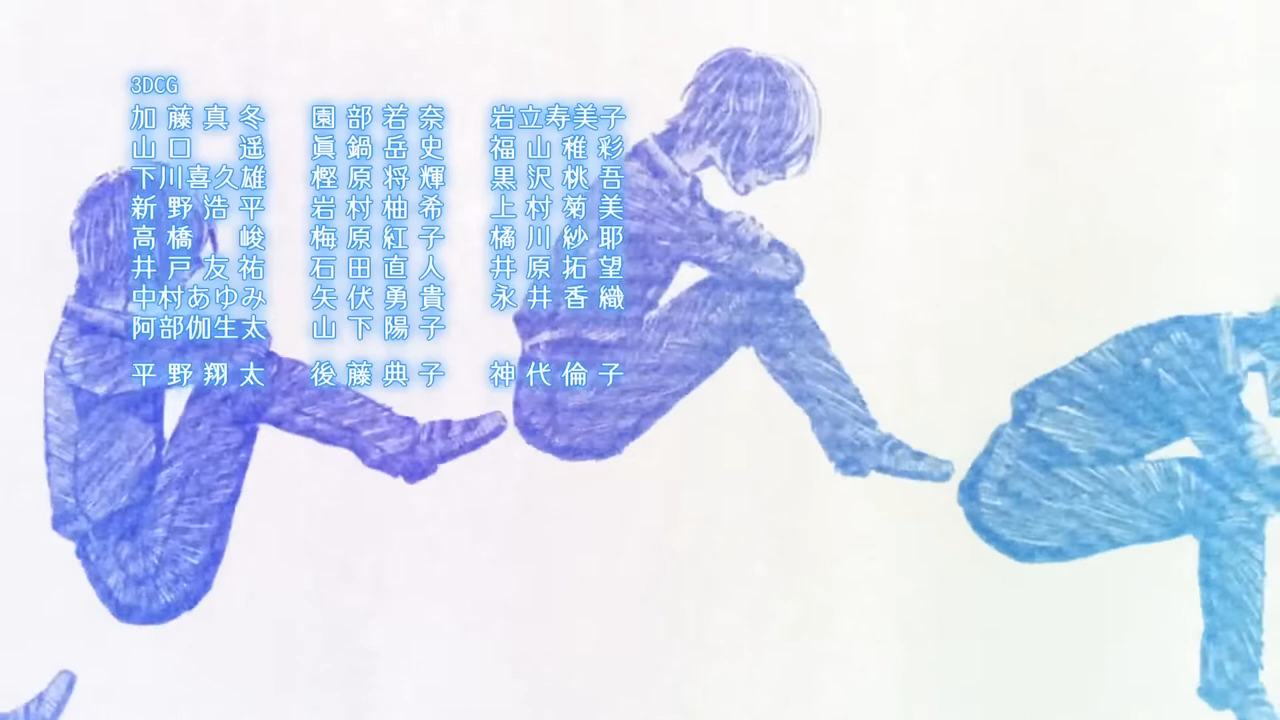 3DCG
加藤真冬 園部若奈 岩立寿美子
山口 遥 眞鍋岳史 福山稚彩
下川喜久雄 樫原将輝 黒沢桃吾
新野浩平 岩村柚希 上村菊美
高橋 峻 梅原紅子 橘川紗耶
井戸友祐 石田直人 井原拓望
中村あゆみ 矢伏勇貴 永井香織
阿部伽生太 山下陽子
平野翔太 後藤典子 神代倫子